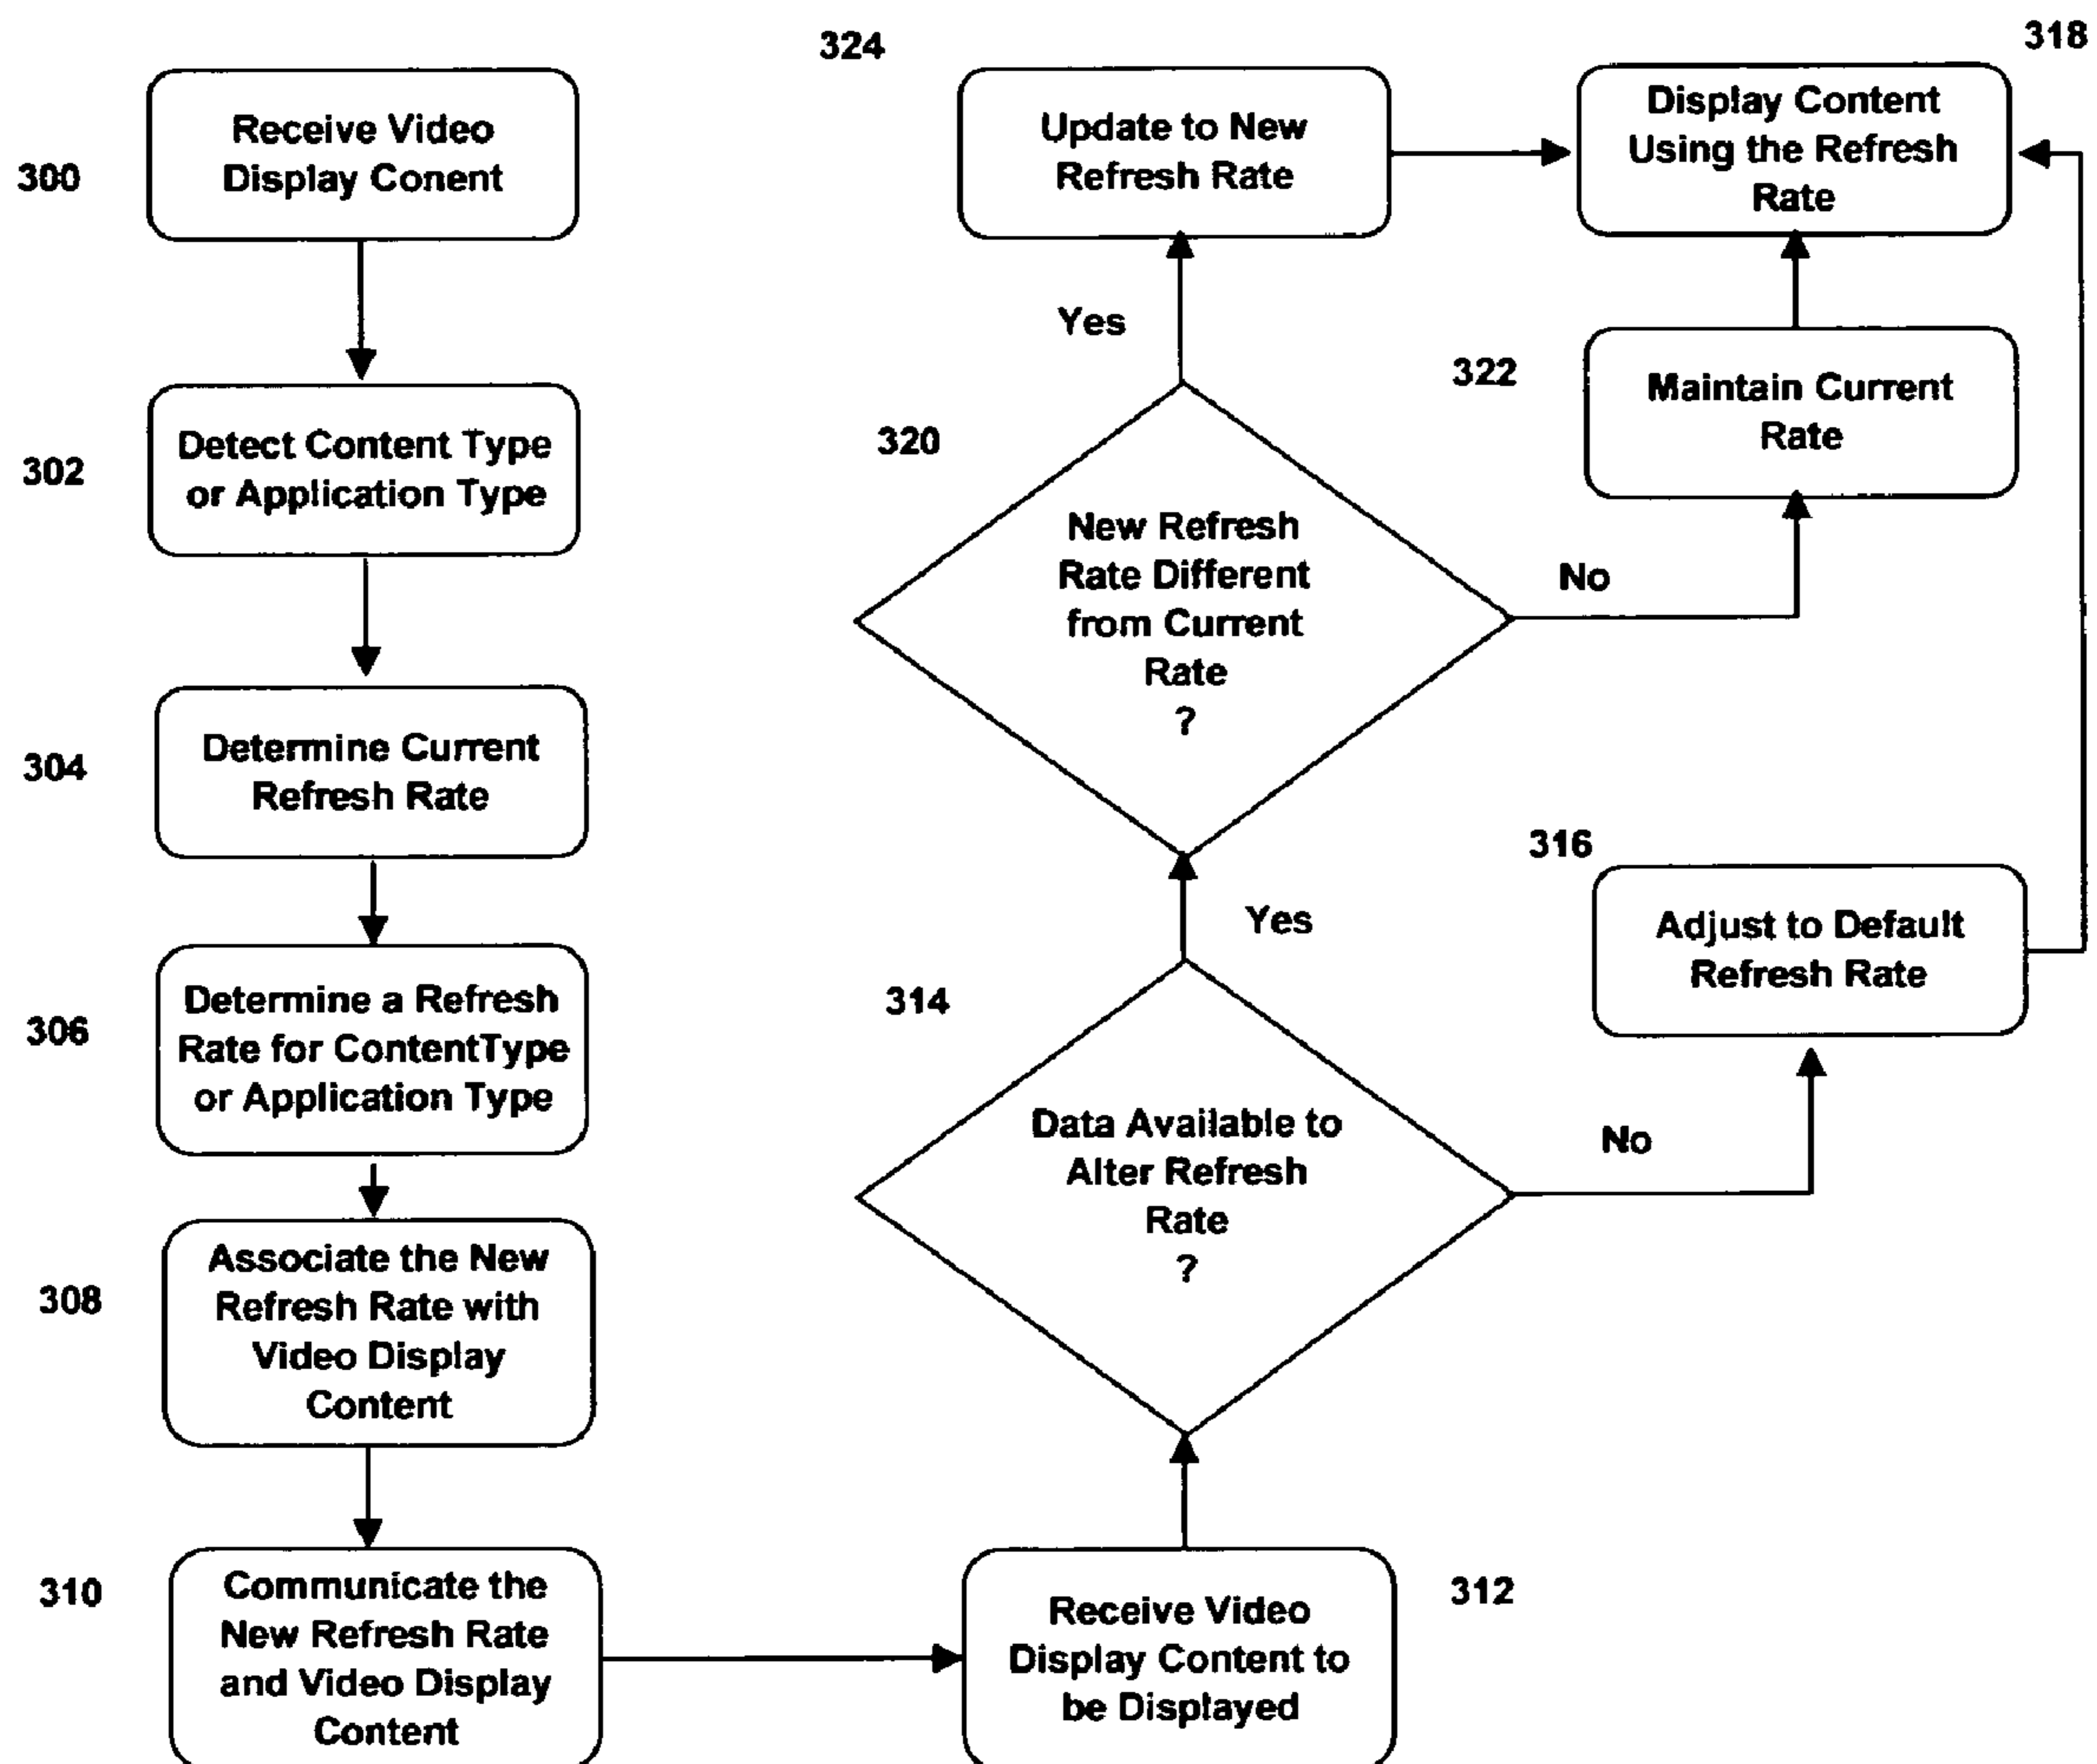 300
Receive Video
Display Conent
302
Detect Content Type
or Application Type
304
Determine Current
Refresh Rate
306
Determine a Refresh
Rate for ContentType
or Application Type
308
Associate the New
Refresh Rate with
Video Display
Content
310
Communicate the
New Refresh Rate
and Video Display
Content
312
Receive Video
Display Content to
be Displayed
314
Data Available to
Alter Refresh
Rate
?
Yes
No
316
Adjust to Default
Refresh Rate
320
New Refresh
Rate Different
from Current
Rate
?
Yes
No
322
Maintain Current
Rate
324
Update to New
Refresh Rate
318
Display Content
Using the Refresh
Rate